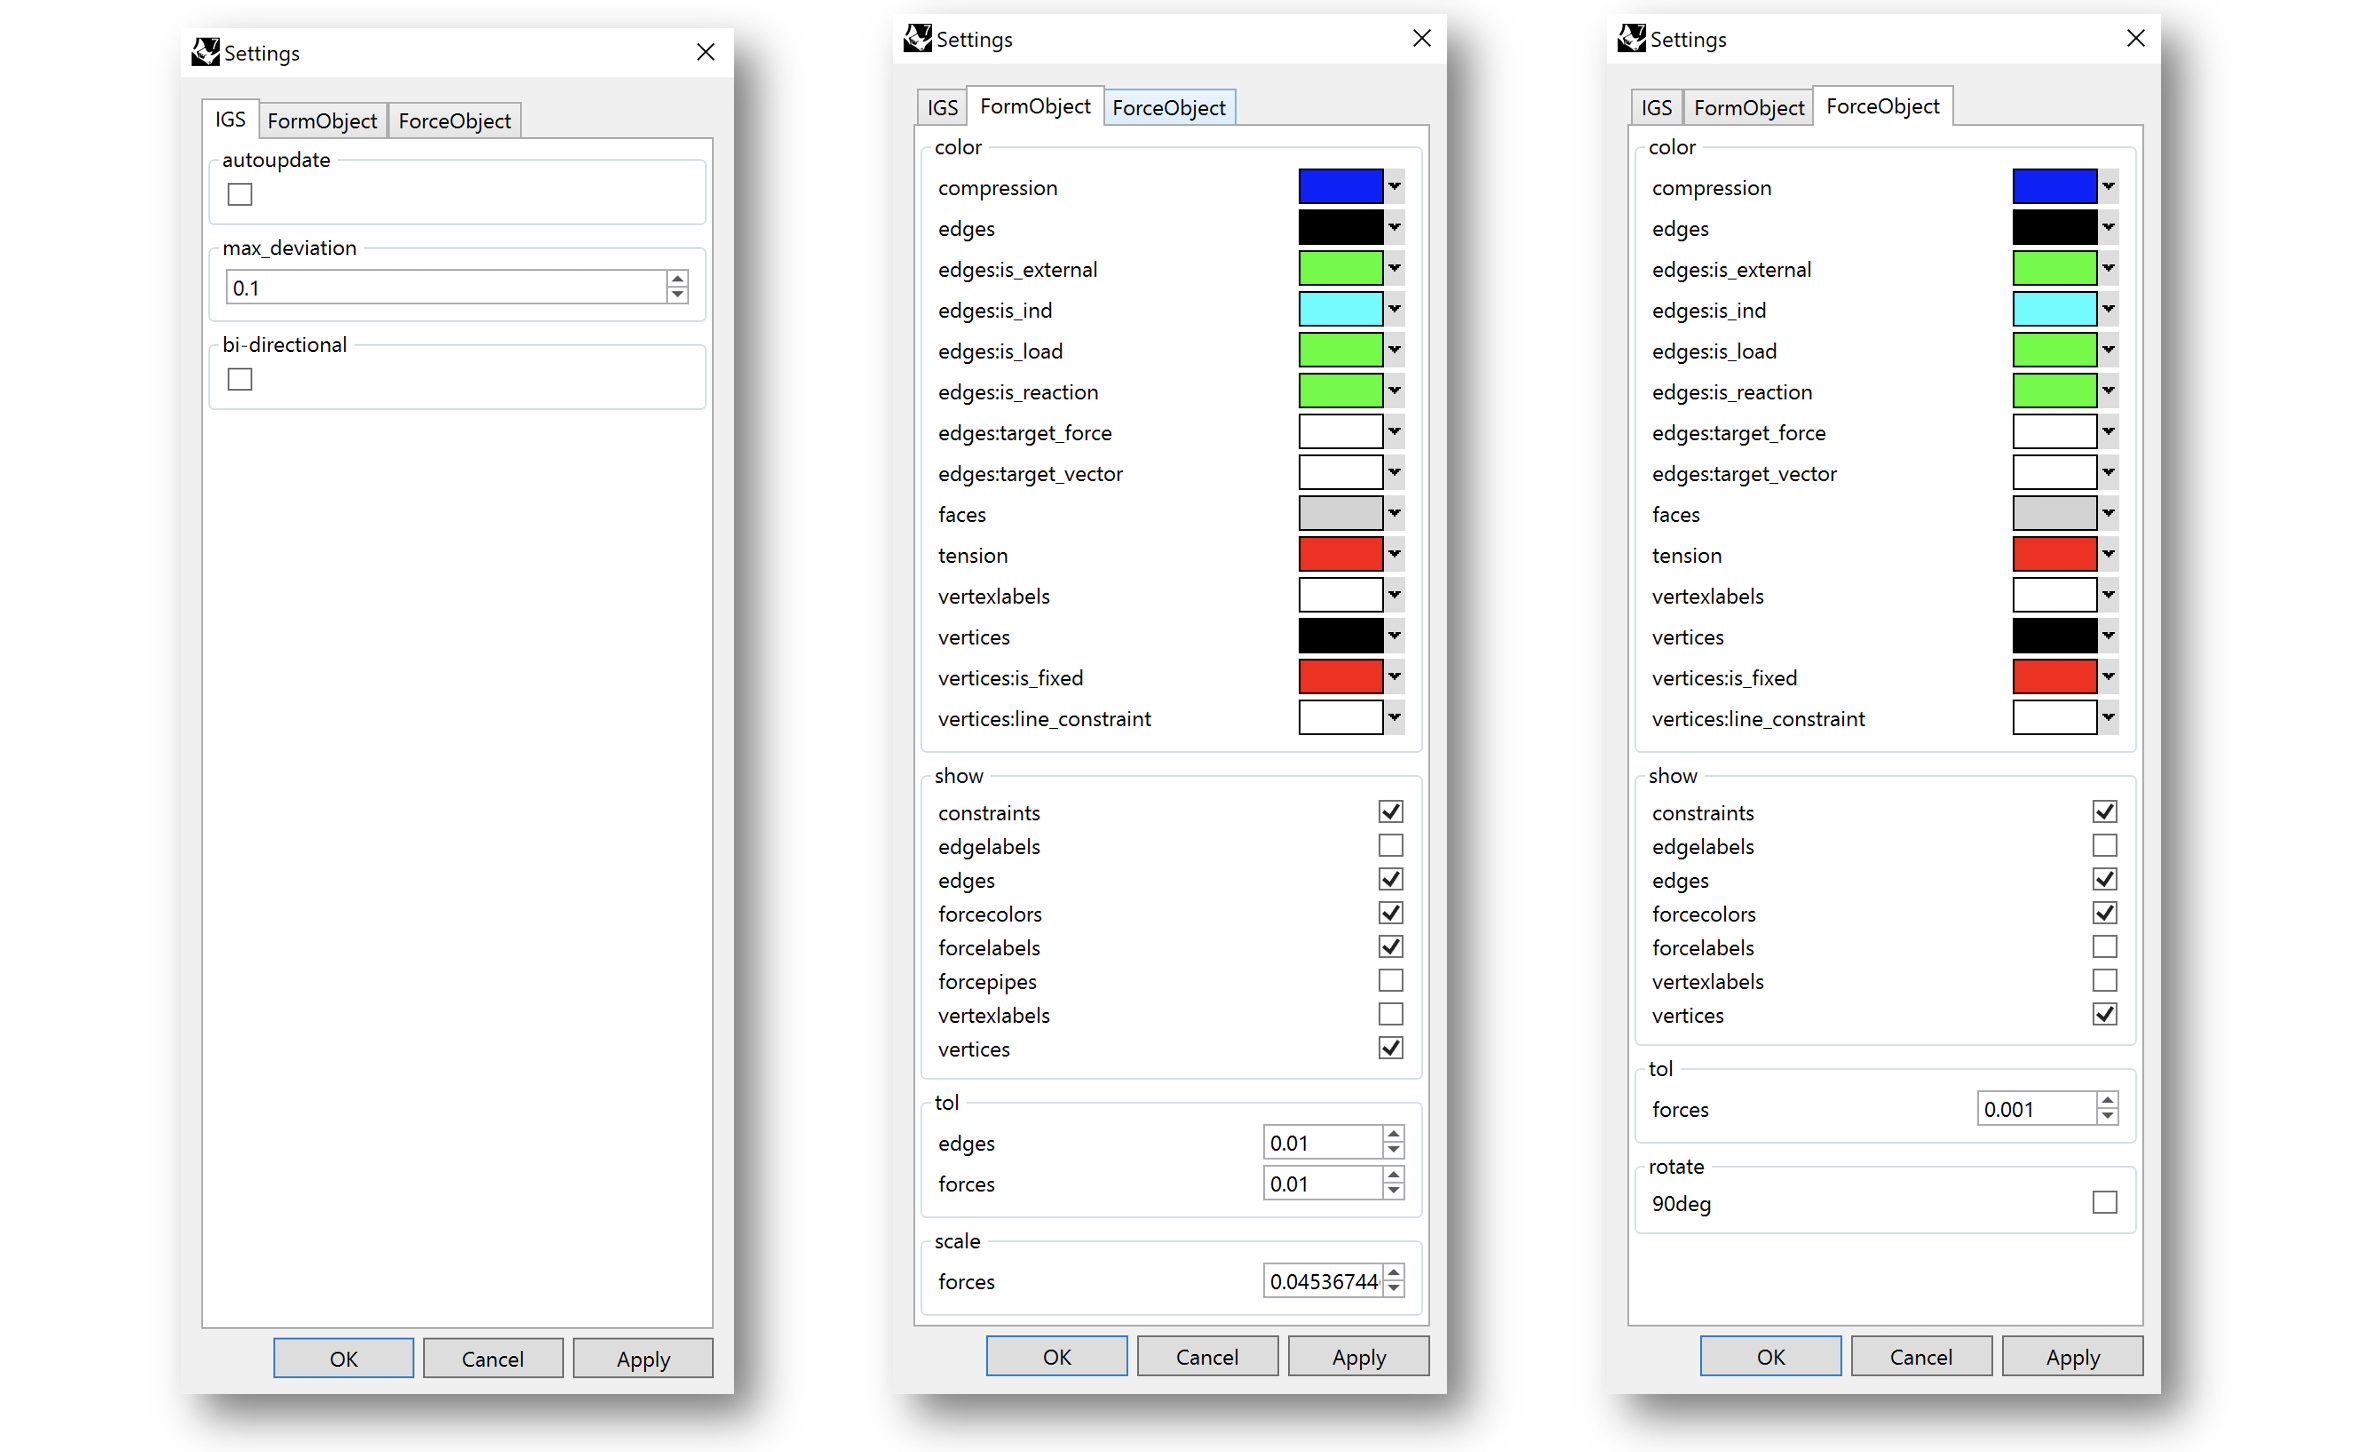 Settings
IGS FormObject ForceObject
autoupdate
max_deviation
0.1
bi-directional
OK Cancel Apply
Settings
IGS FormObject ForceObject
color
compression
edges
edges:is_external
edges:is_ind
edges:is_load
edges:is_reaction
edges:target_force
edges:target_vector
faces
tension
vertexlabels
vertices
vertices:is_fixed
vertices:line_constraint
show
constraints
edgelabels
edges
forcecolors
forcelabels
forcepipes
vertexlabels
vertices
tol
edges 0.01
forces 0.01
scale
forces 0.04536744
OK Cancel Apply
Settings
IGS FormObject ForceObject
color
compression
edges
edges:is_external
edges:is_ind
edges:is_load
edges:is_reaction
edges:target_force
edges:target_vector
faces
tension
vertexlabels
vertices
vertices:is_fixed
vertices:line_constraint
show
constraints
edgelabels
edges
forcecolors
forcelabels
vertexlabels
vertices
tol
forces 0.001
rotate
90deg
OK Cancel Apply